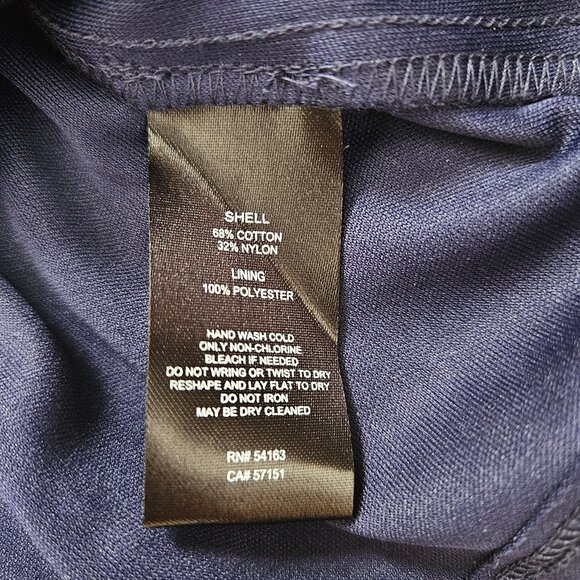 SHELL
68% COTTON
32% NYLON
LINING
100% POLYESTER
HAND WASH COLD
ONLY NON-CHLORINE
BLEACH IF NEEDED
DO NOT WRING OR TWIST TO DRY
RESHAPE AND LAY FLAT TO DRY
DO NOT IRON
MAY BE DRY CLEANED
RN# 54163
CA# 57151